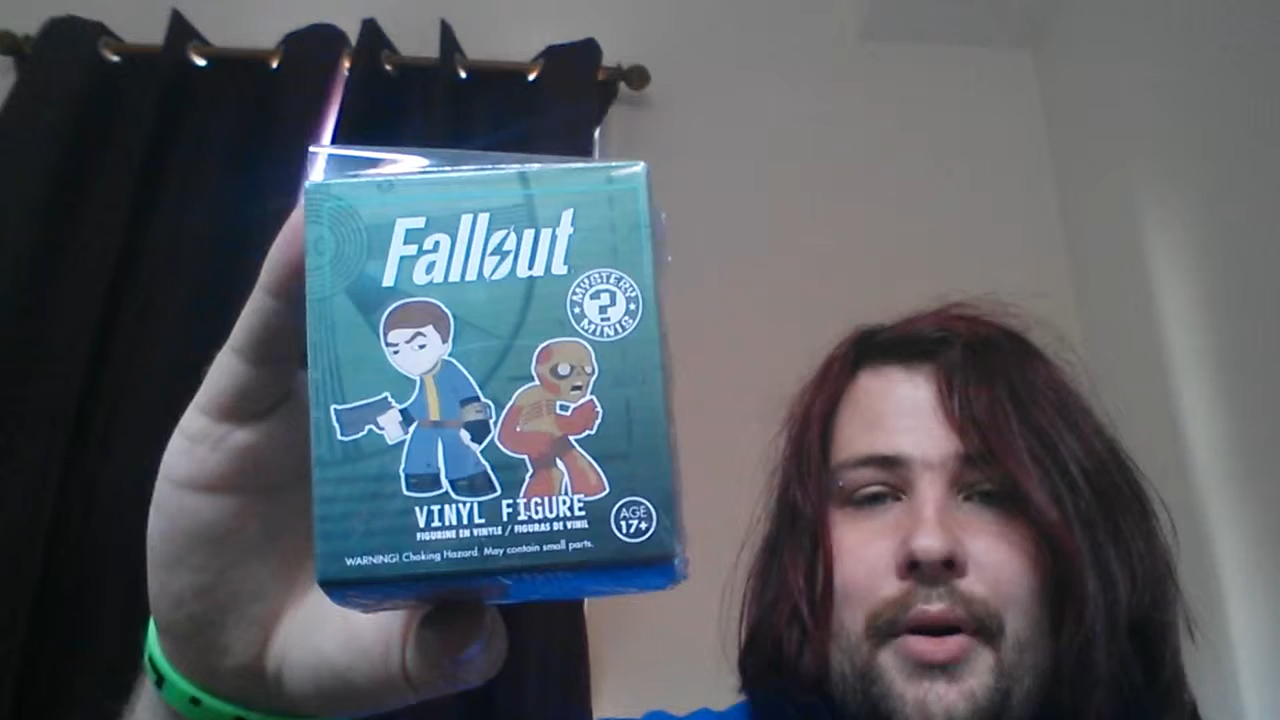 Fallout
MYSTERY
?
MINIS
VINYL FIGURE
FIGURINE EN VINYLE / FIGURAS DE VINIL
AGE
17+
WARNING! Choking Hazard. May contain small parts.